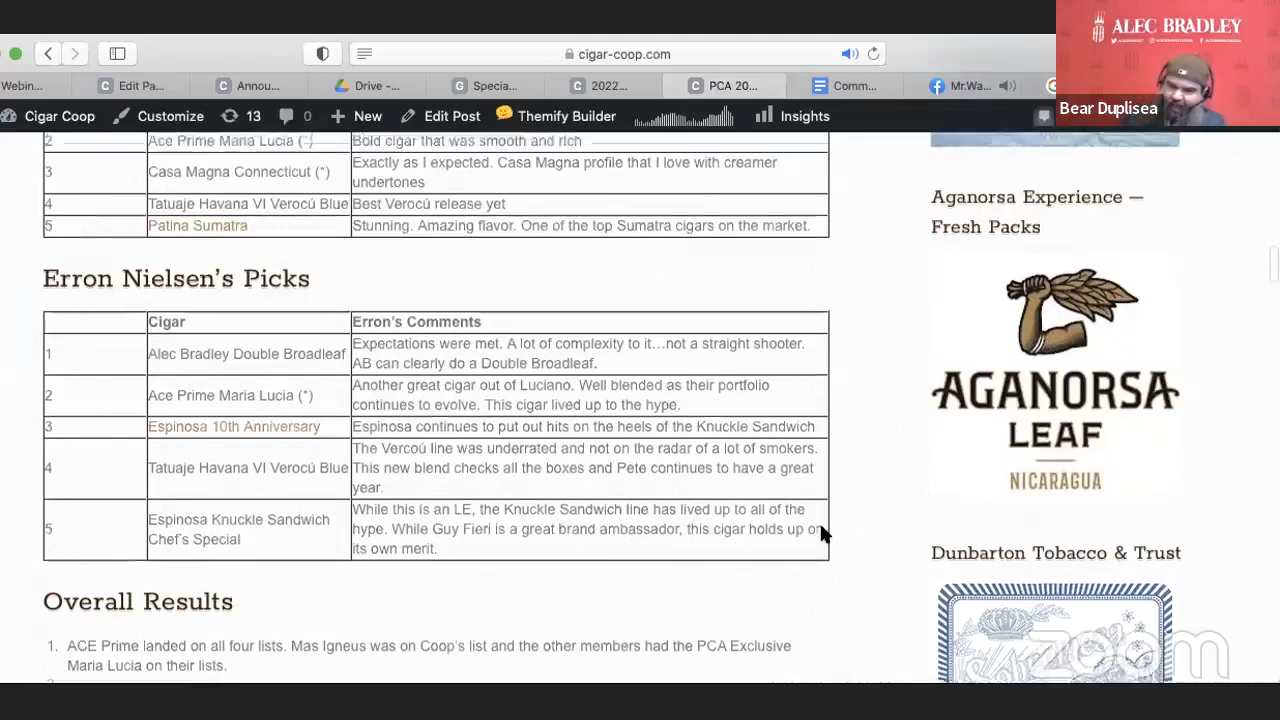 ALEC BRADLEY
Bear Duplisea
cigar-coop.com
Webin...
Edit Pa...
Annou...
Drive -...
Specia...
2022...
PCA 20...
Comm...
Mr.Wa...
Cigar Coop
Customize
13
0
New
Edit Post
Themify Builder
Insights
2 Ace Prime Maria Lucia (*) Bold cigar that was smooth and rich
3 Casa Magna Connecticut (*) Exactly as I expected. Casa Magna profile that I love with creamer
undertones
4 Tatuaje Havana VI Verocú Blue Best Verocú release yet
5 Patina Sumatra Stunning. Amazing flavor. One of the top Sumatra cigars on the market.
Erron Nielsen's Picks
Cigar Erron's Comments
1 Alec Bradley Double Broadleaf Expectations were met. A lot of complexity to it…not a straight shooter.
AB can clearly do a Double Broadleaf.
2 Ace Prime Maria Lucia (*) Another great cigar out of Luciano. Well blended as their portfolio
continues to evolve. This cigar lived up to the hype.
3 Espinosa 10th Anniversary Espinosa continues to put out hits on the heels of the Knuckle Sandwich
4 Tatuaje Havana VI Verocú Blue The Vercoú line was underrated and not on the radar of a lot of smokers.
This new blend checks all the boxes and Pete continues to have a great
year.
5 Espinosa Knuckle Sandwich
Chef's Special
While this is an LE, the Knuckle Sandwich line has lived up to all of the
hype. While Guy Fieri is a great brand ambassador, this cigar holds up on
its own merit.
Overall Results
1. ACE Prime landed on all four lists. Mas Igneus was on Coop's list and the other members had the PCA Exclusive
Maria Lucia on their lists.
Aganorsa Experience —
Fresh Packs
AGANORSA
LEAF
NICARAGUA
Dunbarton Tobacco & Trust
zoom